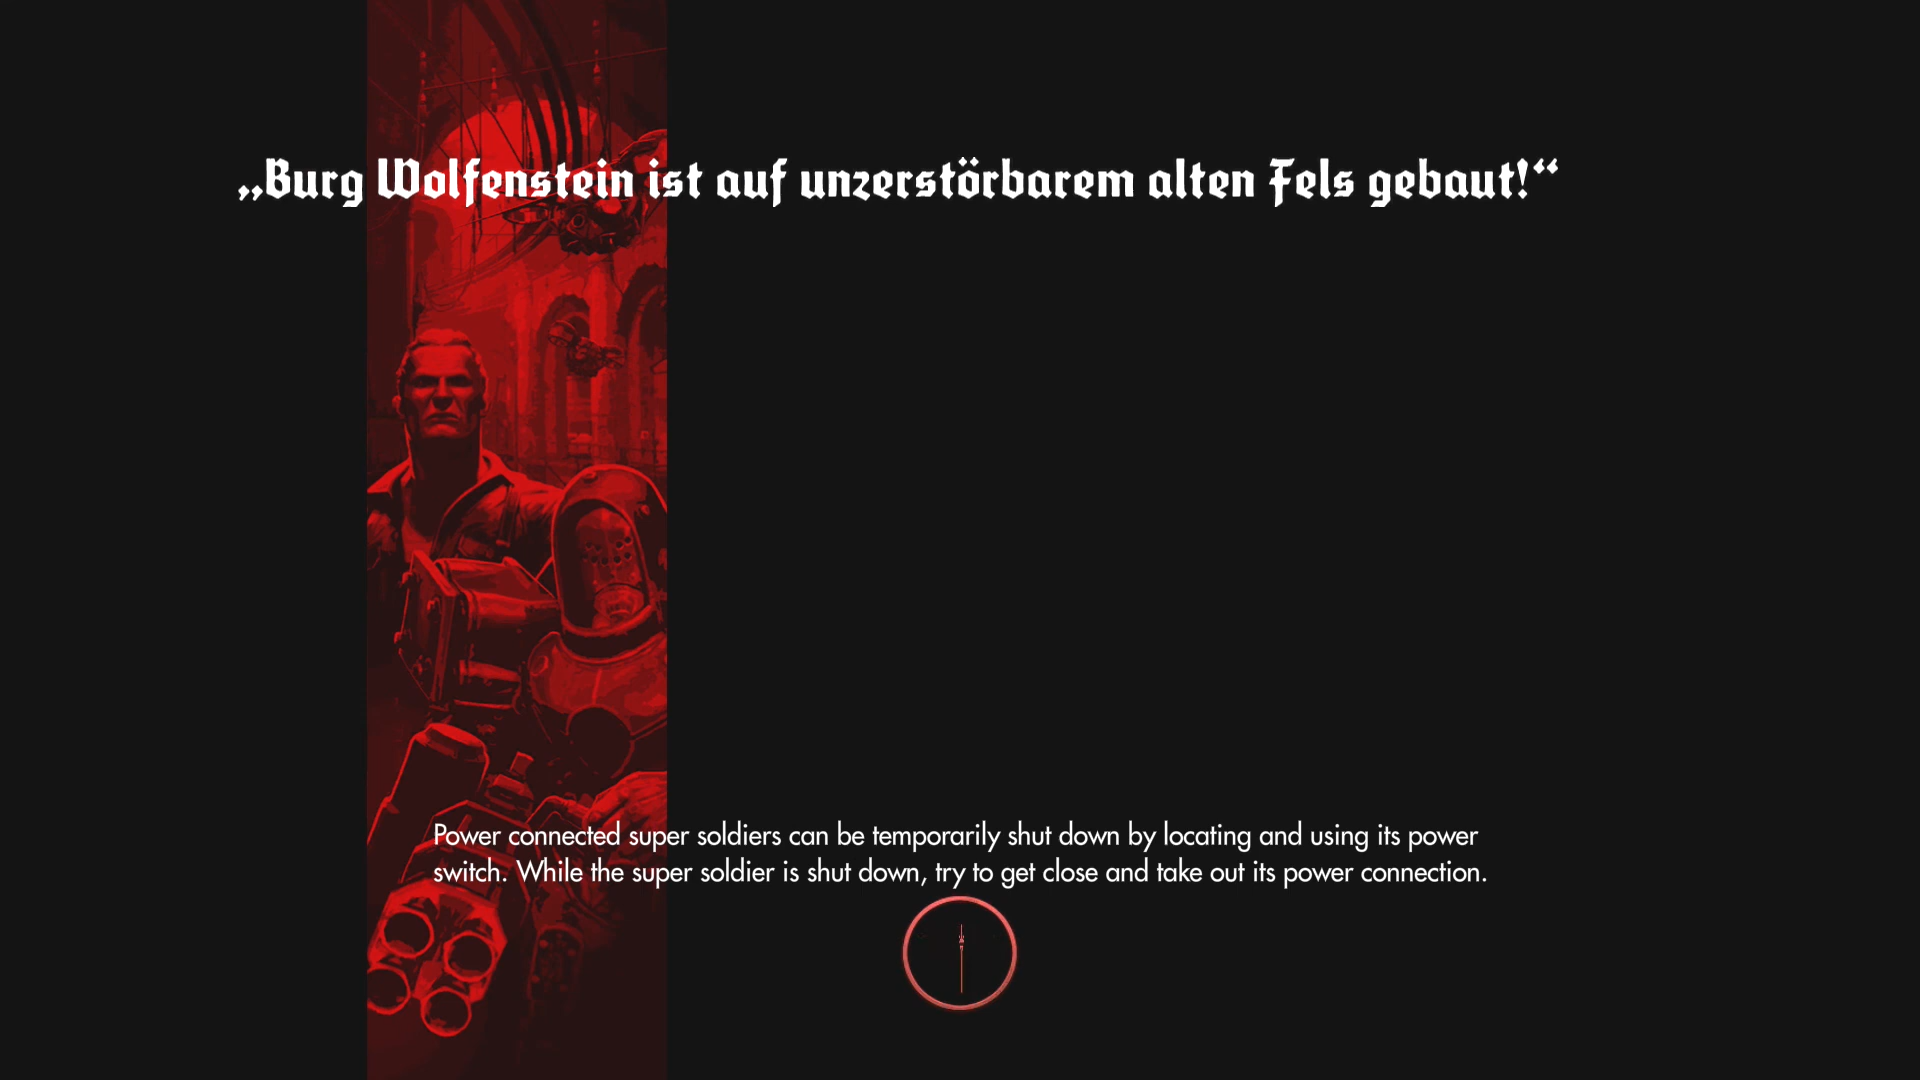 „Burg Wolfenstein ist auf unzerstörbarem alten Fels gebaut!“
Power connected super soldiers can be temporarily shut down by locating and using its power
switch. While the super soldier is shut down, try to get close and take out its power connection.